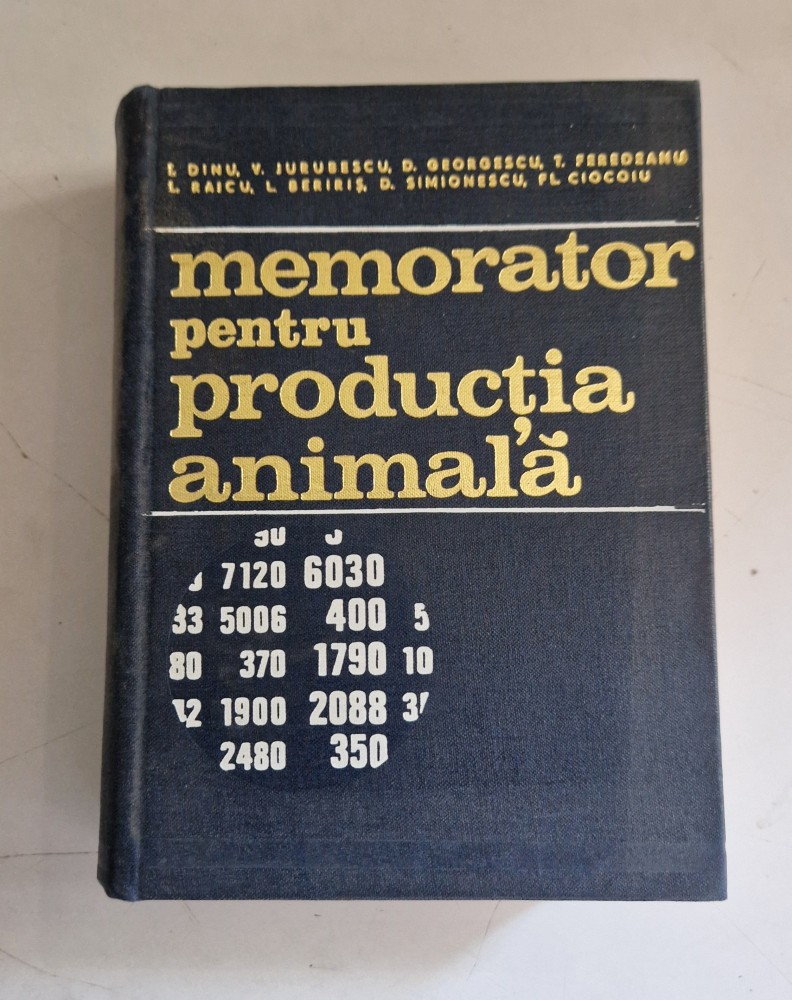 I. DINU, V. JURUBESCU, D. GEORGESCU, T. FEREDEANU
L. RAICU, L. BERIRIȘ, D. SIMIONESCU, FL. CIOCOIU
memorator
pentru
producția
animală
7120 6030
33 5006 400 5
80 370 1790 10
1900 2088
2480 350